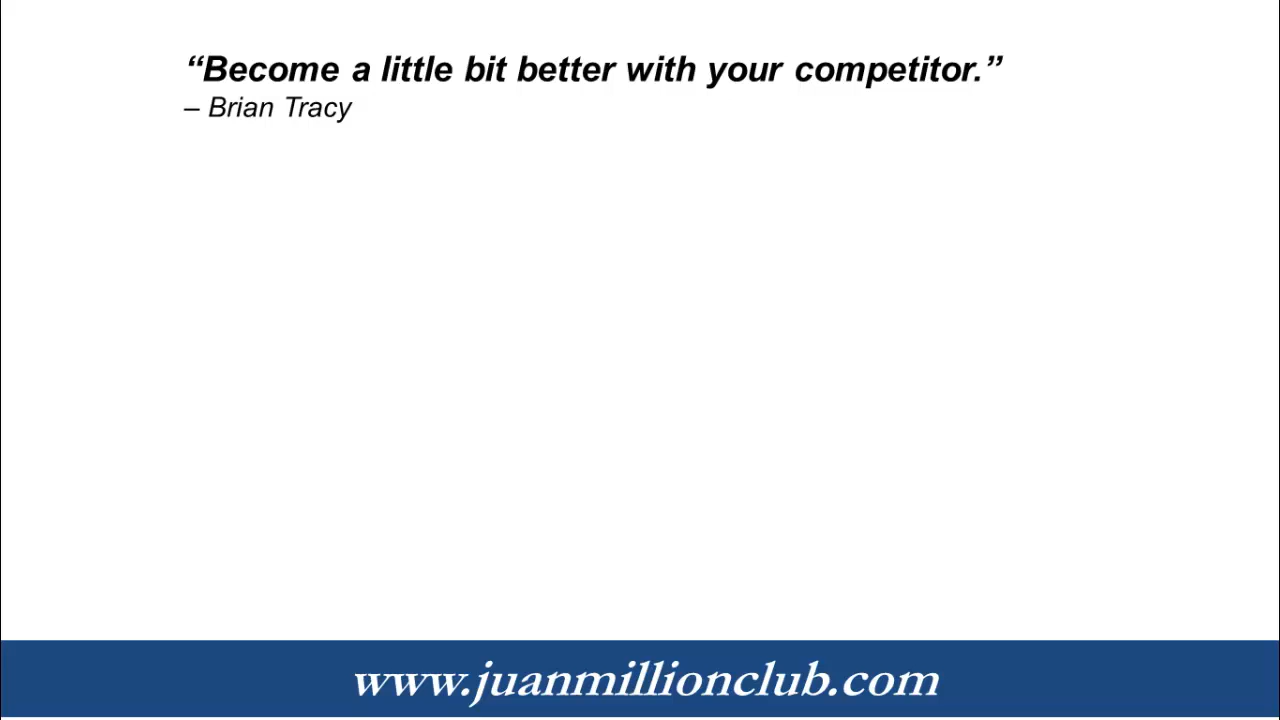 “Become a little bit better with your competitor.”
– Brian Tracy
www.juanmillionclub.com